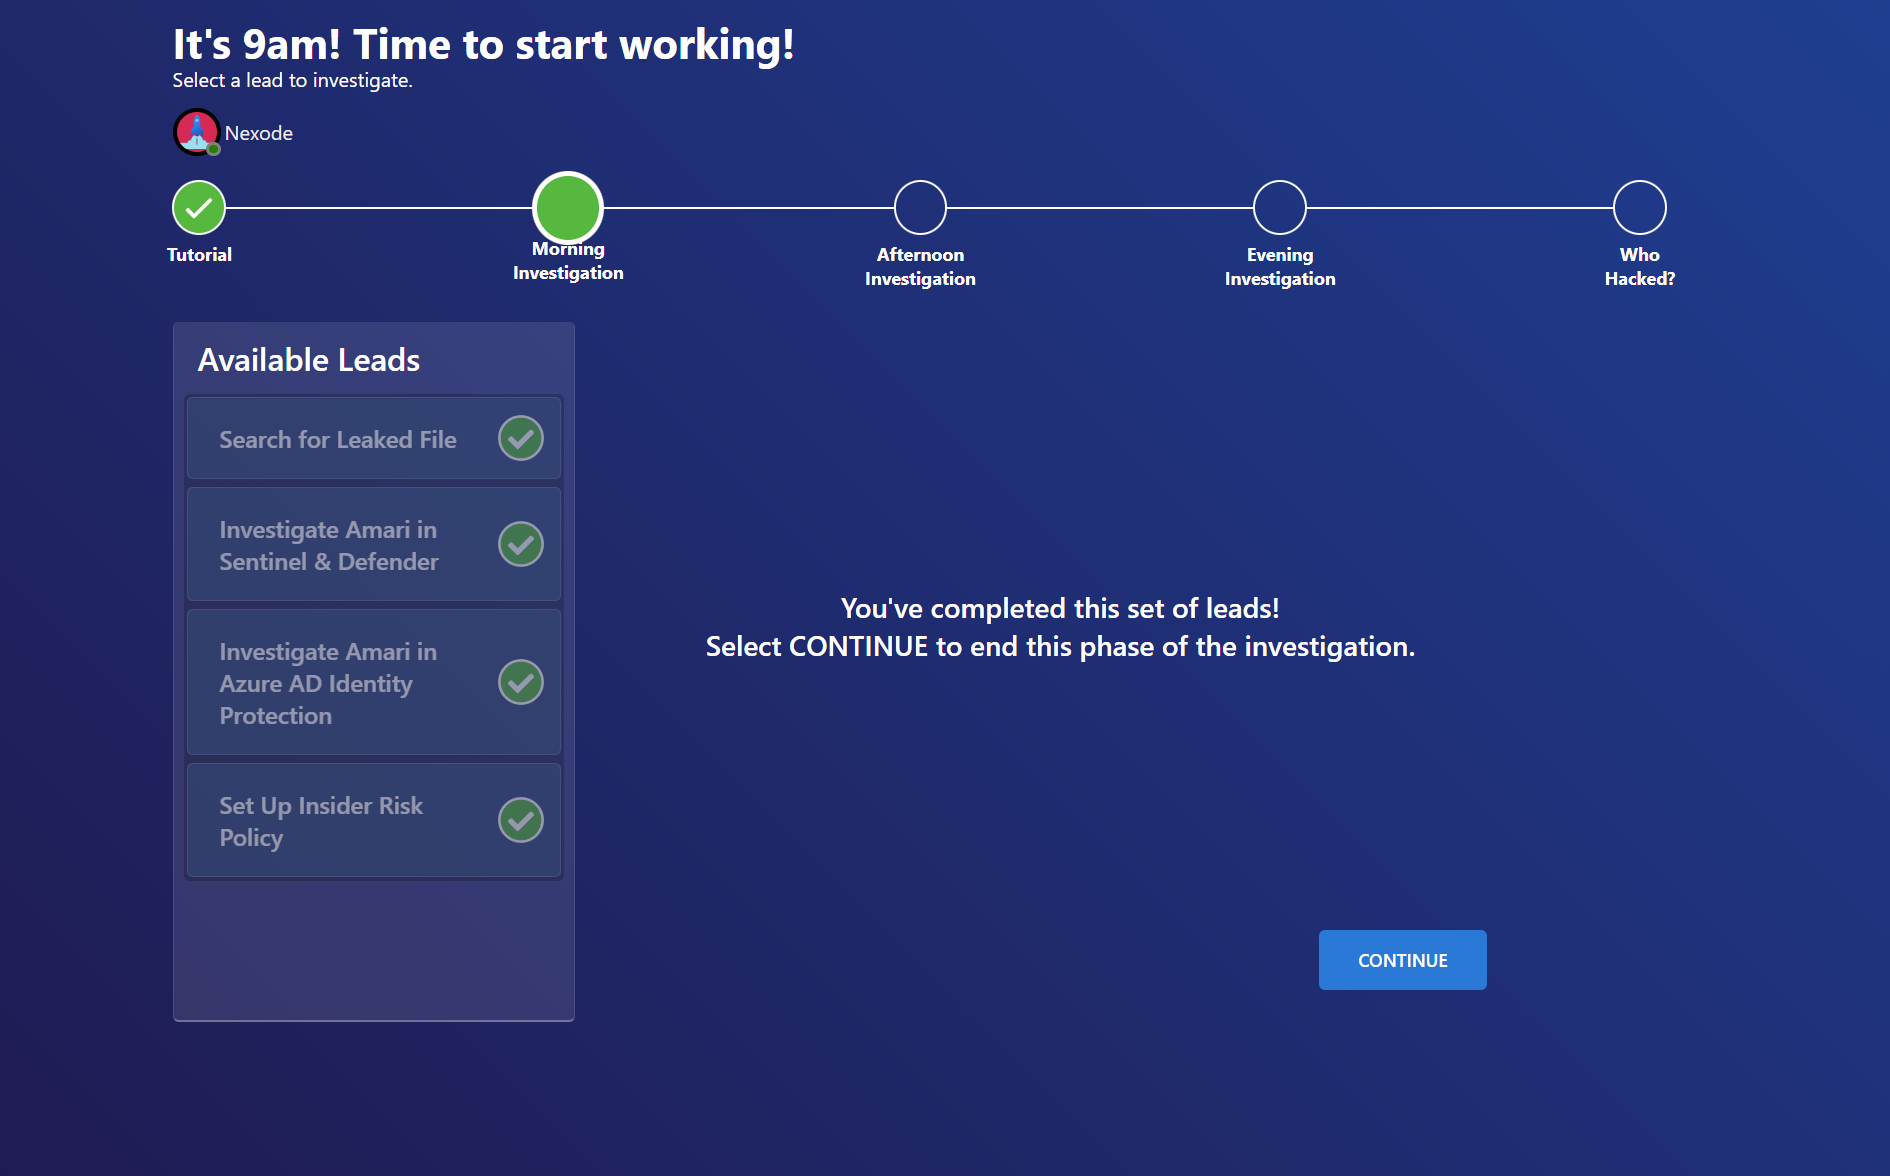 It's 9am! Time to start working!
Select a lead to investigate.
Nexode
Tutorial
Morning
Investigation
Afternoon
Investigation
Evening
Investigation
Who
Hacked?
Available Leads
Search for Leaked File
Investigate Amari in
Sentinel & Defender
Investigate Amari in
Azure AD Identity
Protection
Set Up Insider Risk
Policy
You've completed this set of leads!
Select CONTINUE to end this phase of the investigation.
CONTINUE